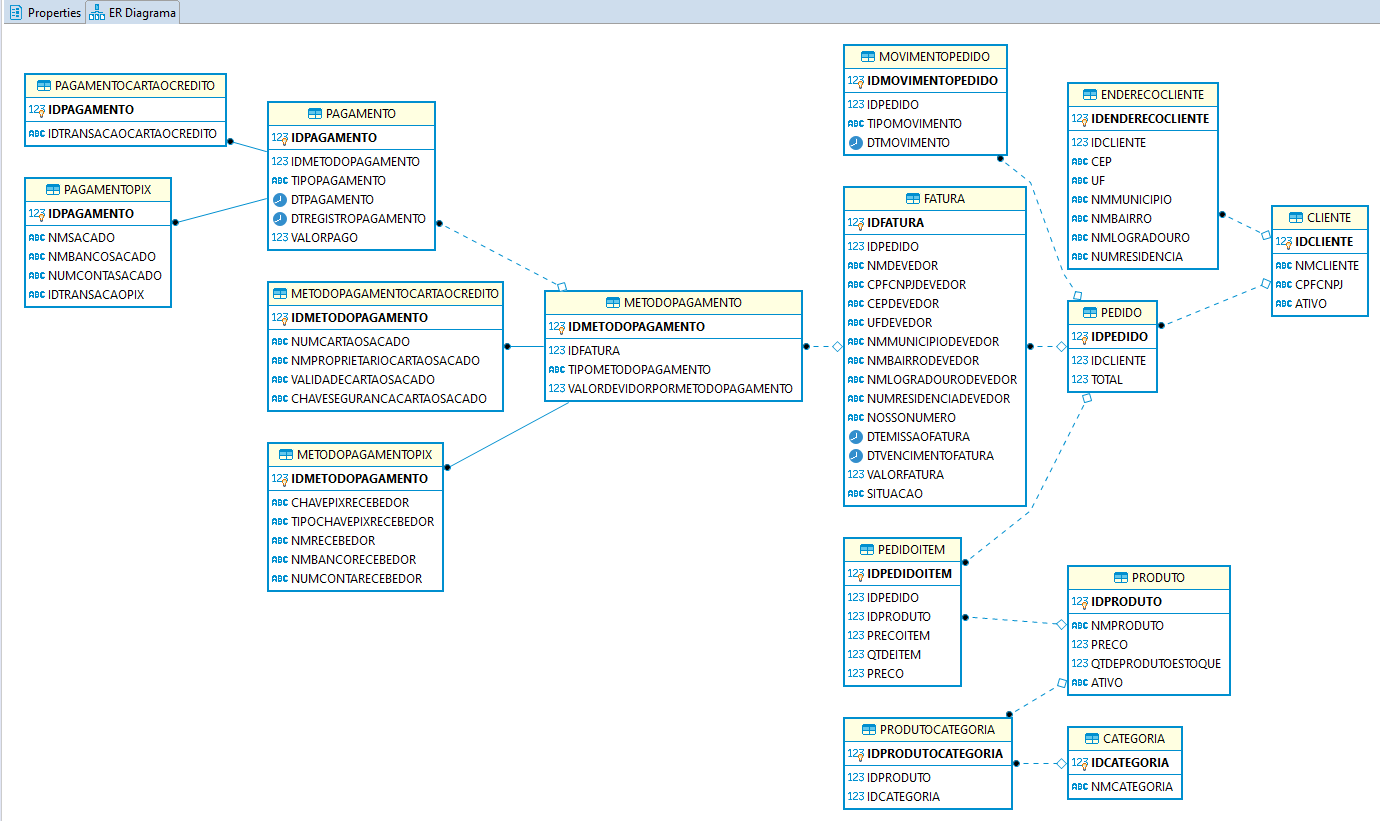 Properties
ER Diagrama
PAGAMENTOCARTAOCREDITO
123 IDPAGAMENTO
ABC IDTRANSACAOCARTAOCREDITO
PAGAMENTOPIX
123 IDPAGAMENTO
ABC NMSACADO
ABC NMBANCOSACADO
ABC NUMCONTASACADO
ABC IDTRANSACAOPIX
PAGAMENTO
123 IDPAGAMENTO
123 IDMETODOPAGAMENTO
ABC TIPOPAGAMENTO
DTPAGAMENTO
DTREGISTROPAGAMENTO
123 VALORPAGO
METODOPAGAMENTOCARTAOCREDITO
123 IDMETODOPAGAMENTO
ABC NUMCARTAOSACADO
ABC NMPROPRIETARIOCARTAOSACADO
ABC VALIDADECARTAOSACADO
ABC CHAVESEGURANCACARTAOSACADO
METODOPAGAMENTOPIX
123 IDMETODOPAGAMENTO
ABC CHAVEPIXRECEBEDOR
ABC TIPOCHAVEPIXRECEBEDOR
ABC NMRECEBEDOR
ABC NMBANCORECEBEDOR
ABC NUMCONTARECEBEDOR
METODOPAGAMENTO
123 IDMETODOPAGAMENTO
123 IDFATURA
ABC TIPOMETODOPAGAMENTO
123 VALORDEVIDORPORMETODOPAGAMENTO
MOVIMENTOPEDIDO
123 IDMOVIMENTOPEDIDO
123 IDPEDIDO
ABC TIPOMOVIMENTO
DTMOVIMENTO
FATURA
123 IDFATURA
123 IDPEDIDO
ABC NMDEVEDOR
ABC CPFCNPJDEVEDOR
ABC CEPDEVEDOR
ABC UFDEVEDOR
ABC NMMUNICIPIODEVEDOR
ABC NMBAIRRODEVEDOR
ABC NMLOGRADOURODEVEDOR
ABC NUMRESIDENCIADEVEDOR
ABC NOSSONUMERO
DTEMISSAOFATURA
DTVENCIMENTOFATURA
123 VALORFATURA
ABC SITUACAO
PEDIDOITEM
123 IDPEDIDOITEM
123 IDPEDIDO
123 IDPRODUTO
123 PRECOITEM
123 QTDEITEM
123 PRECO
PRODUTOCATEGORIA
123 IDPRODUTOCATEGORIA
123 IDPRODUTO
123 IDCATEGORIA
ENDERECOCLIENTE
123 IDENDERECOCLIENTE
123 IDCLIENTE
ABC CEP
ABC UF
ABC NMMUNICIPIO
ABC NMBAIRRO
ABC NMLOGRADOURO
ABC NUMRESIDENCIA
CLIENTE
123 IDCLIENTE
ABC NMCLIENTE
ABC CPFCNPJ
ABC ATIVO
PEDIDO
123 IDPEDIDO
123 IDCLIENTE
123 TOTAL
PRODUTO
123 IDPRODUTO
ABC NMPRODUTO
123 PRECO
123 QTDEPRODUTOESTOQUE
ABC ATIVO
CATEGORIA
123 IDCATEGORIA
ABC NMCATEGORIA